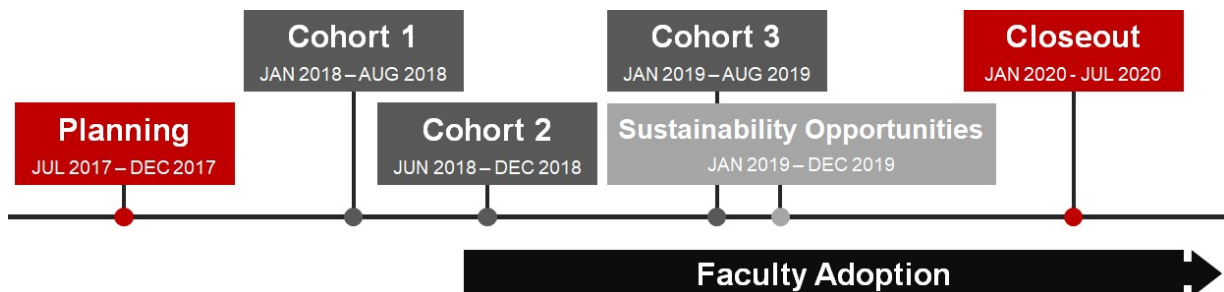 Cohort 1
JAN 2018 – AUG 2018
Cohort 3
JAN 2019 – AUG 2019
Closeout
JAN 2020 - JUL 2020
Planning
JUL 2017 – DEC 2017
Cohort 2
JUN 2018 – DEC 2018
Sustainability Opportunities
JAN 2019 – DEC 2019
Faculty Adoption